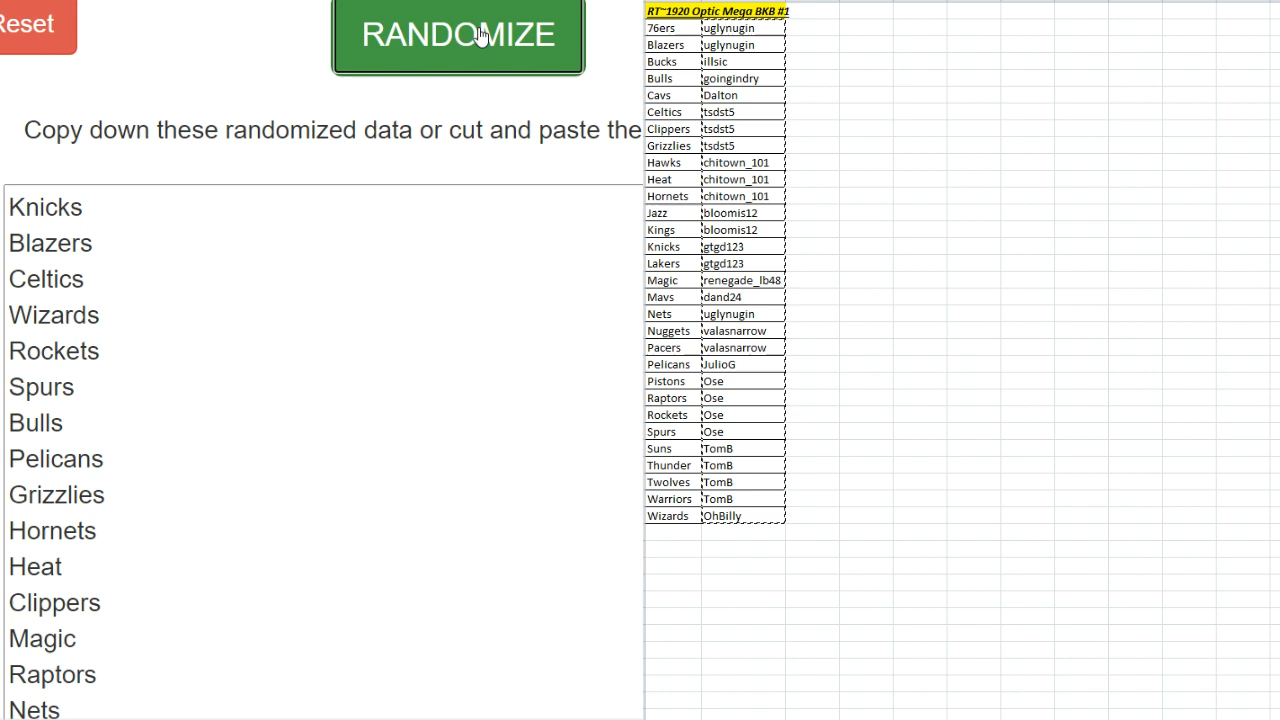 Reset
RANDOMIZE
Copy down these randomized data or cut and paste the
Knicks
Blazers
Celtics
Wizards
Rockets
Spurs
Bulls
Pelicans
Grizzlies
Hornets
Heat
Clippers
Magic
Raptors
Nets
RT~1920 Optic Mega BKB #1
76ers uglynugin
Blazers uglynugin
Bucks illsic
Bulls goingindry
Cavs Dalton
Celtics tsdst5
Clippers tsdst5
Grizzlies tsdst5
Hawks chitown_101
Heat chitown_101
Hornets chitown_101
Jazz bloomis12
Kings bloomis12
Knicks gtgd123
Lakers gtgd123
Magic renegade_lb48
Mavs dand24
Nets uglynugin
Nuggets valasnarrow
Pacers valasnarrow
Pelicans JulioG
Pistons Ose
Raptors Ose
Rockets Ose
Spurs Ose
Suns TomB
Thunder TomB
Twolves TomB
Warriors TomB
Wizards OhBilly